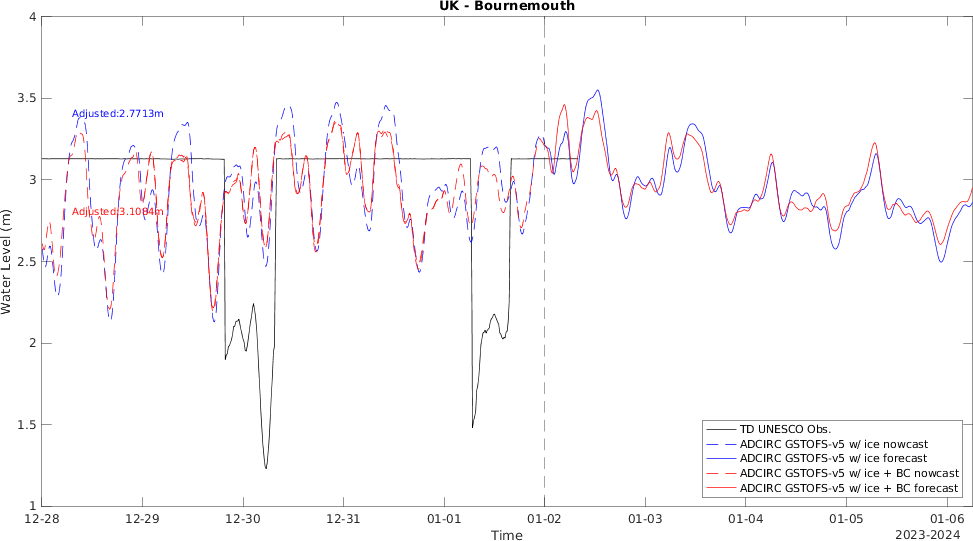 UK - Bournemouth
4
3.5
3
2.5
2
1.5
1
Water Level (m)
Adjusted:2.7713m
Adjusted:3.1094m
TD UNESCO Obs.
ADCIRC GSTOFS-v5 w/ ice nowcast
ADCIRC GSTOFS-v5 w/ ice forecast
ADCIRC GSTOFS-v5 w/ ice + BC nowcast
ADCIRC GSTOFS-v5 w/ ice + BC forecast
12-28 12-29 12-30 12-31 01-01 01-02 01-03 01-04 01-05 01-06
Time
2023-2024